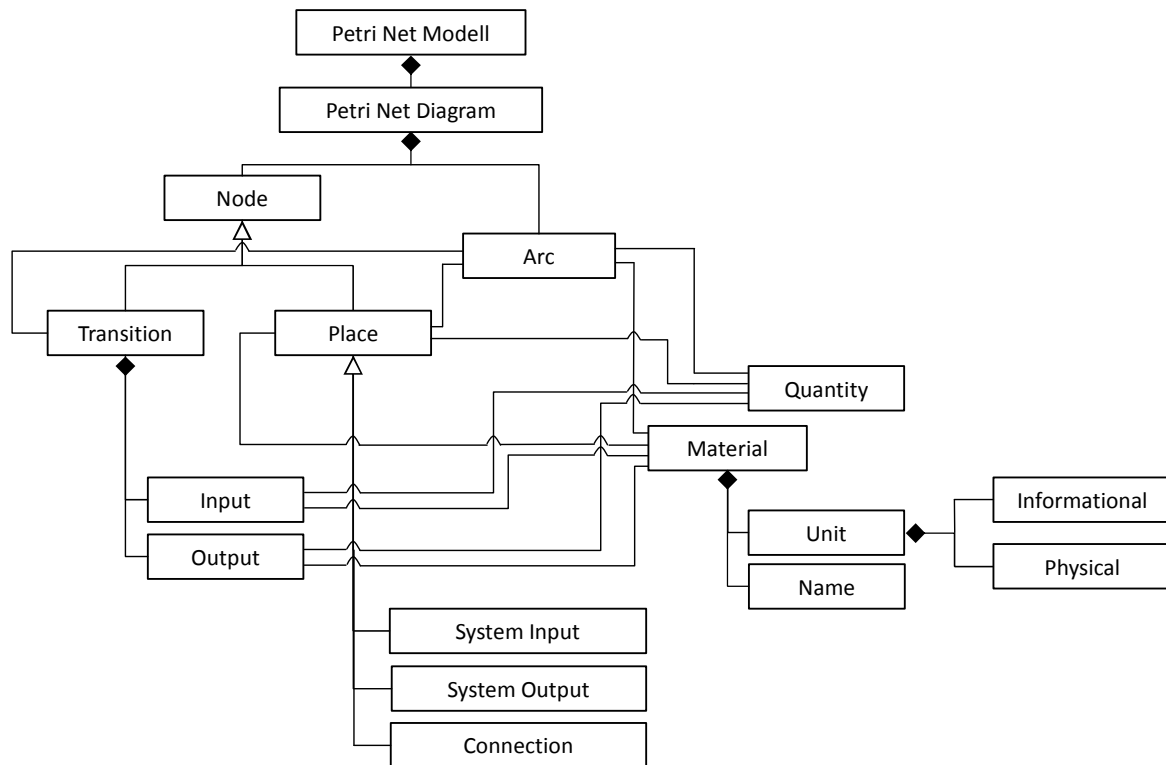 Petri Net Modell
Petri Net Diagram
Node
Arc
Transition
Place
Quantity
Material
Input
Informational
Unit
Output
Physical
Name
System Input
System Output
Connection